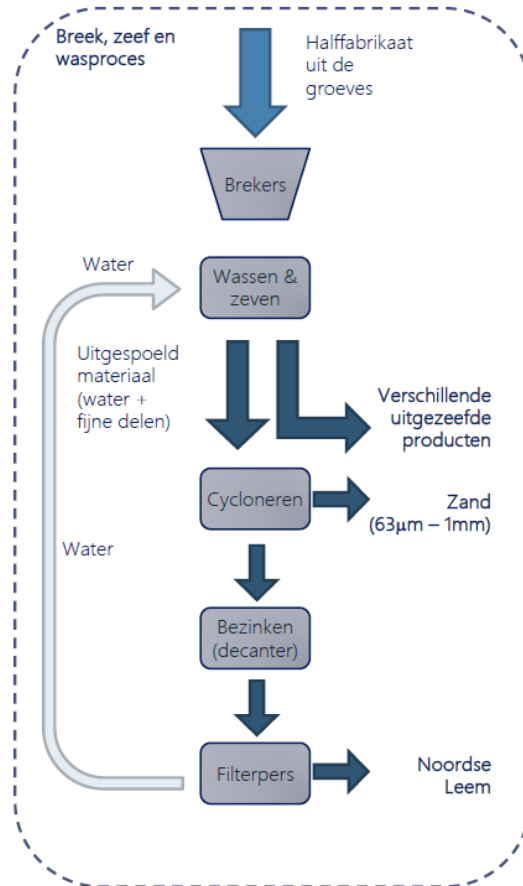 Breek, zeef en
wasproces
Halffabrikaat
uit de
groeves
Brekers
Water
Wassen &
zeven
Uitgespoeld
materiaal
(water +
fijne delen)
Verschillende
uitgezeefde
producten
Cycloneren
Zand
(63µm – 1mm)
Water
Bezinken
(decanter)
Filterpers
Noordse
Leem